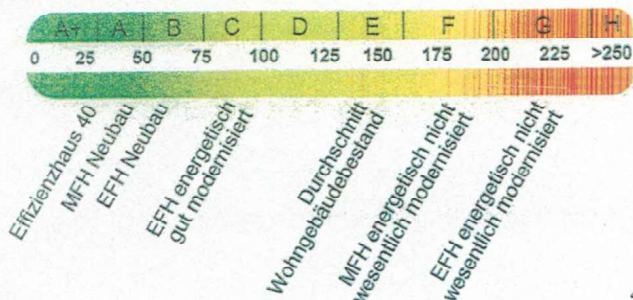 A+ A B C D E F G H
0 25 50 75 100 125 150 175 200 225 >250
Effizienzhaus 40
MFH Neubau
EFH Neubau
EFH energetisch
gut modernisiert
Durchschnitt
Wohngebäudebestand
MFH energetisch nicht
wesentlich modernisiert
EFH energetisch nicht
wesentlich modernisiert